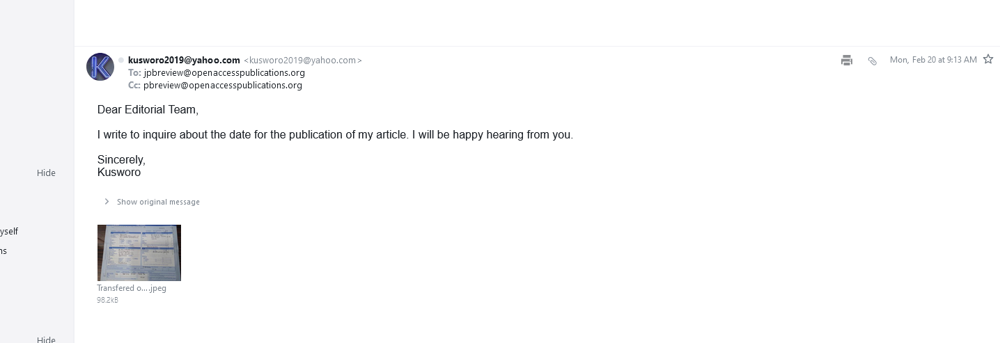 K
kusworo2019@yahoo.com <kusworo2019@yahoo.com>
Mon, Feb 20 at 9:13 AM
To: jpbreview@openaccesspublications.org
Cc: pbreview@openaccesspublications.org
Dear Editorial Team,
I write to inquire about the date for the publication of my article. I will be happy hearing from you.
Sincerely,
Kusworo
Hide
Show original message
yself
ns
Transfered o....jpeg
98.2kB
Hide